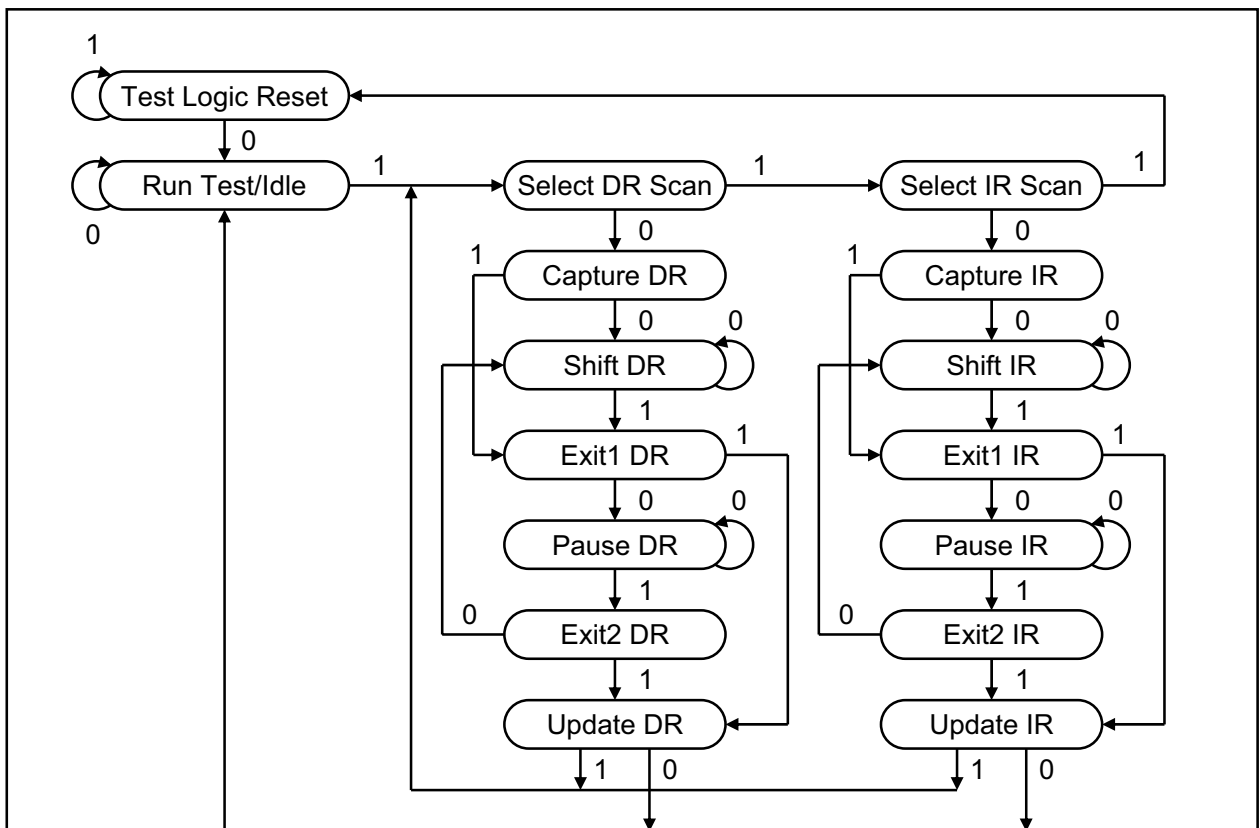 1
Test Logic Reset
0
Run Test/Idle
0
1
Select DR Scan
1
Select IR Scan
1
0
0
1
Capture DR
1
Capture IR
0
0
0
0
Shift DR
Shift IR
1
1
Exit1 DR
1
Exit1 IR
1
0
0
0
0
Pause DR
Pause IR
1
1
0
Exit2 DR
0
Exit2 IR
1
1
Update DR
Update IR
1
0
1
0